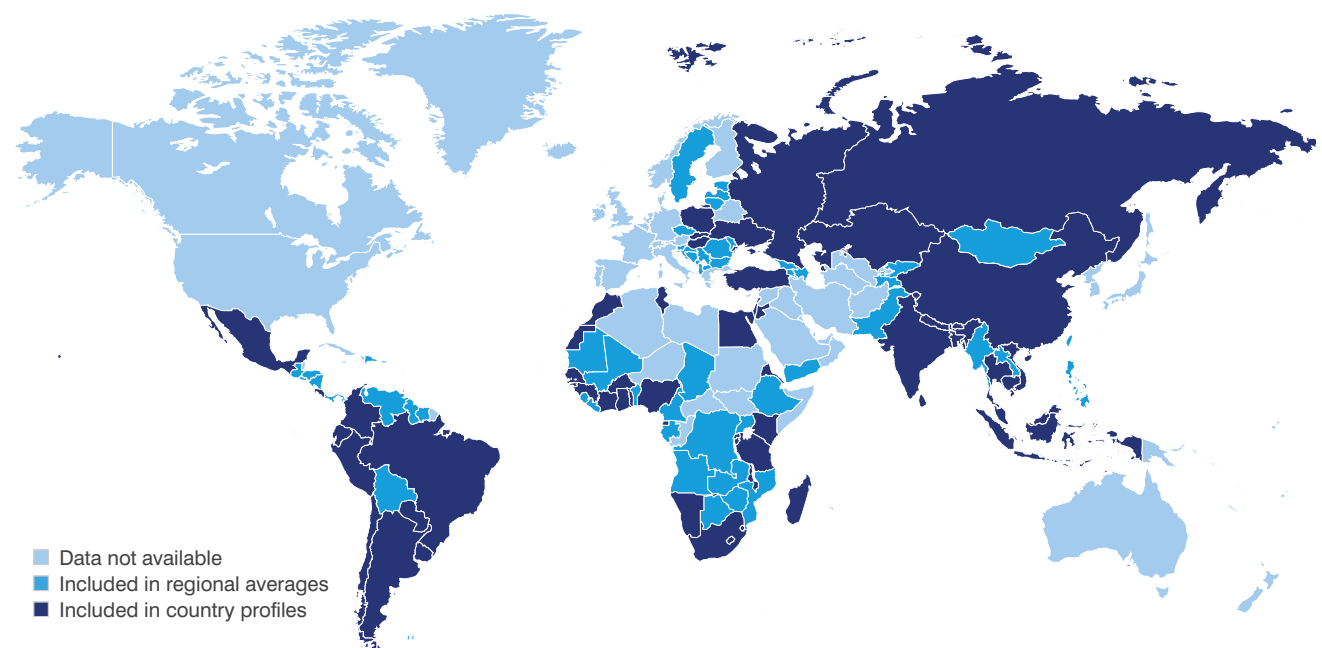 Data not available
Included in regional averages
Included in country profiles